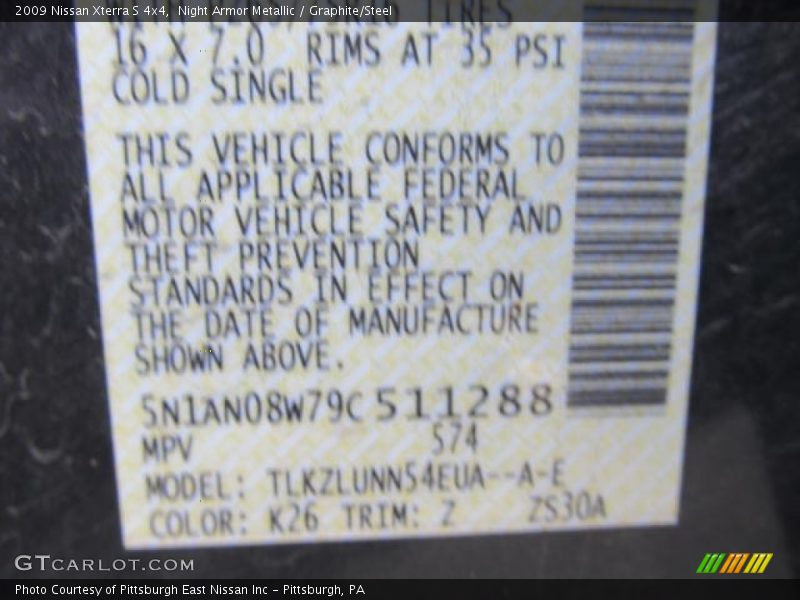 2009 Nissan Xterra S 4x4, Night Armor Metallic / Graphite/Steel
TIRES
16 X 7.0 RIMS AT 35 PSI
COLD SINGLE
THIS VEHICLE CONFORMS TO
ALL APPLICABLE FEDERAL
MOTOR VEHICLE SAFETY AND
THEFT PREVENTION
STANDARDS IN EFFECT ON
THE DATE OF MANUFACTURE
SHOWN ABOVE.
5N1AN08W79C511288
MPV 574
MODEL: TLKZLUNN54EUA--A-E
COLOR: K26 TRIM: Z ZS30A
GTCARLOT.COM
Photo Courtesy of Pittsburgh East Nissan Inc – Pittsburgh, PA